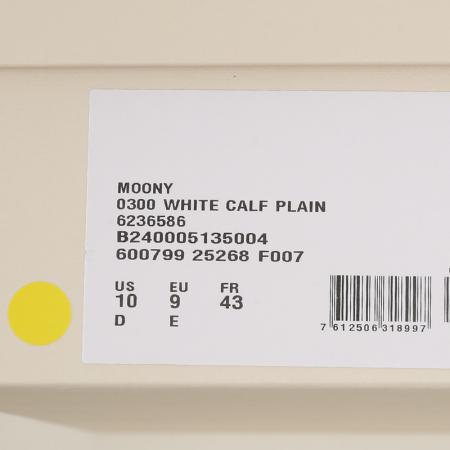 MOONY
0300 WHITE CALF PLAIN
6236586
B240005135004
600799 25268 F007
US EU FR
10 9 43
D E
7 612506 318997